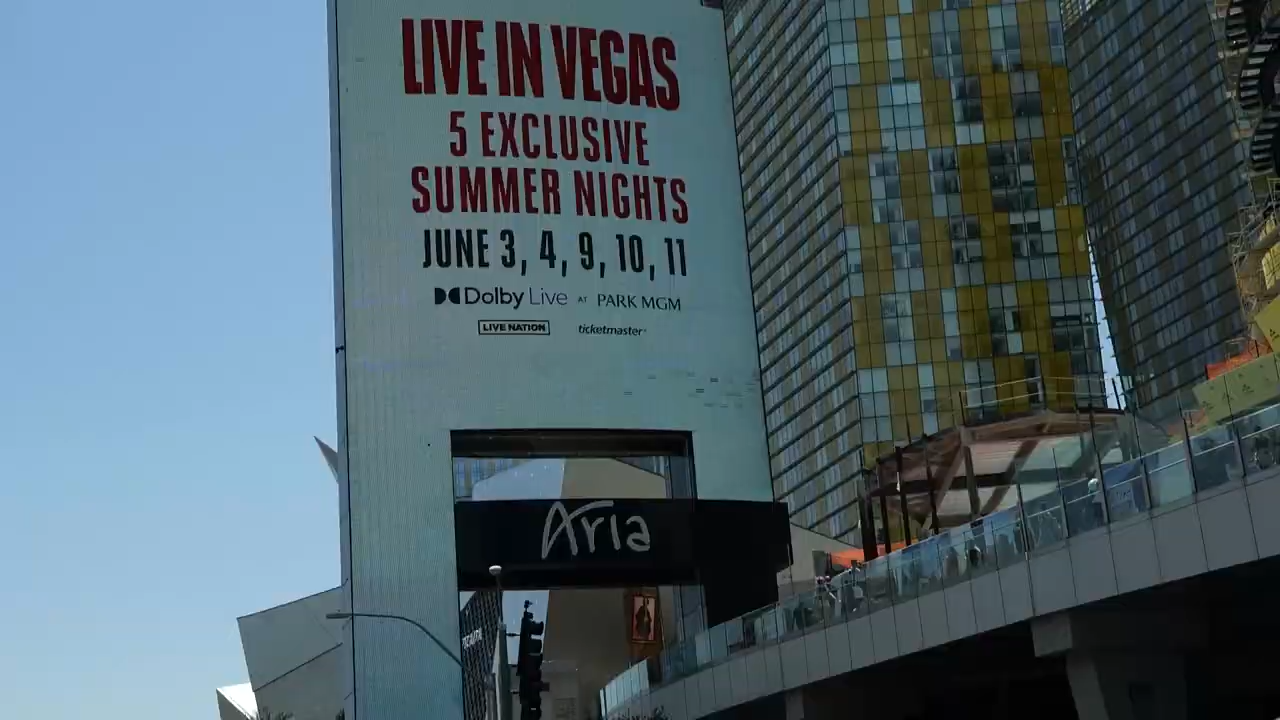 LIVE IN VEGAS
5 EXCLUSIVE
SUMMER NIGHTS
JUNE 3, 4, 9, 10, 11
Dolby Live AT PARK MGM
LIVE NATION ticketmaster
Aria